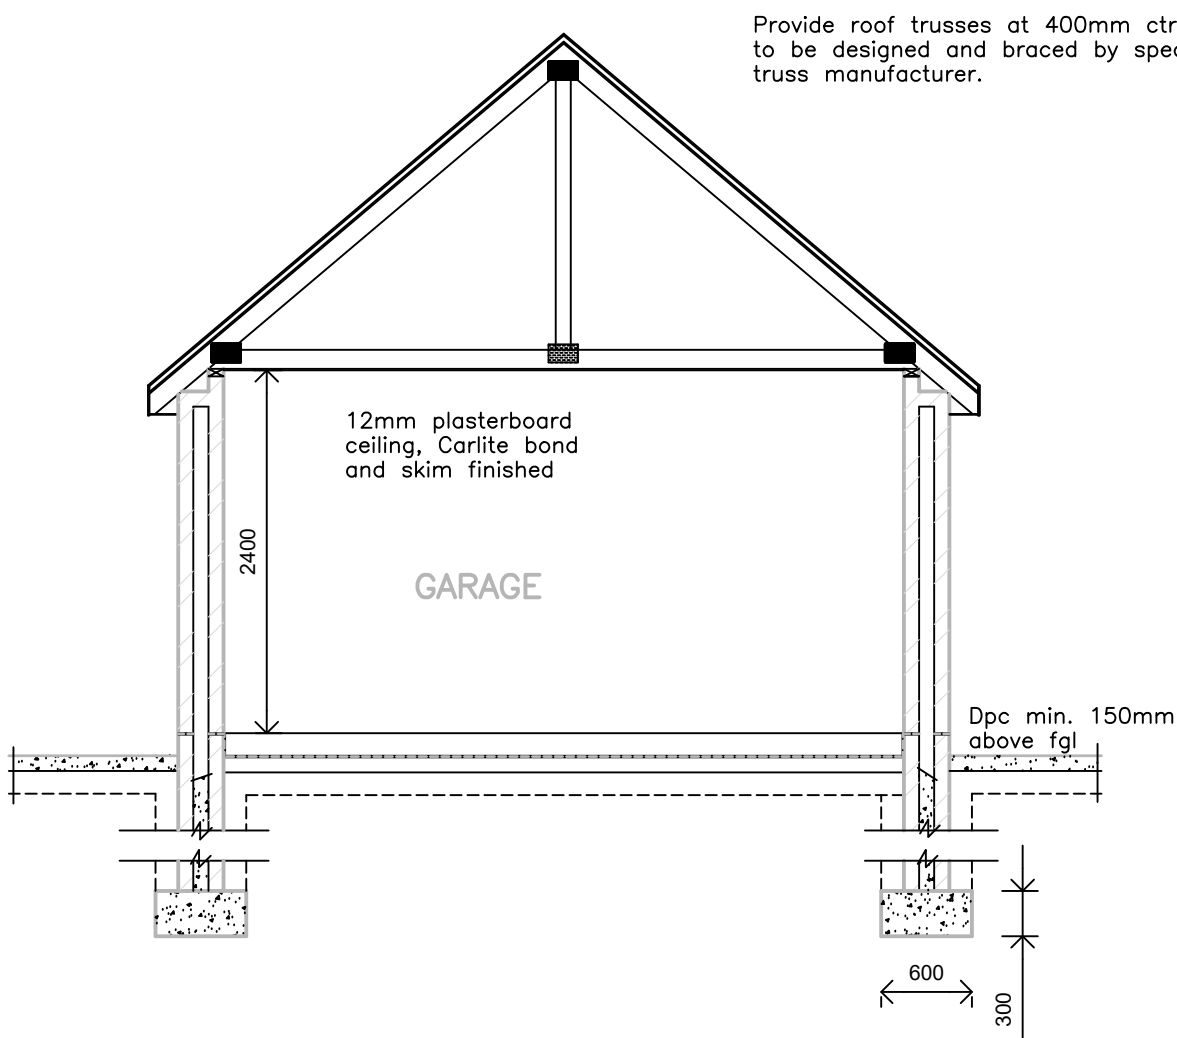 Provide roof trusses at 400mm ctr
to be designed and braced by spec
truss manufacturer.
12mm plasterboard
ceiling, Carlite bond
and skim finished
2400
GARAGE
Dpc min. 150mm
above fgl
600
300